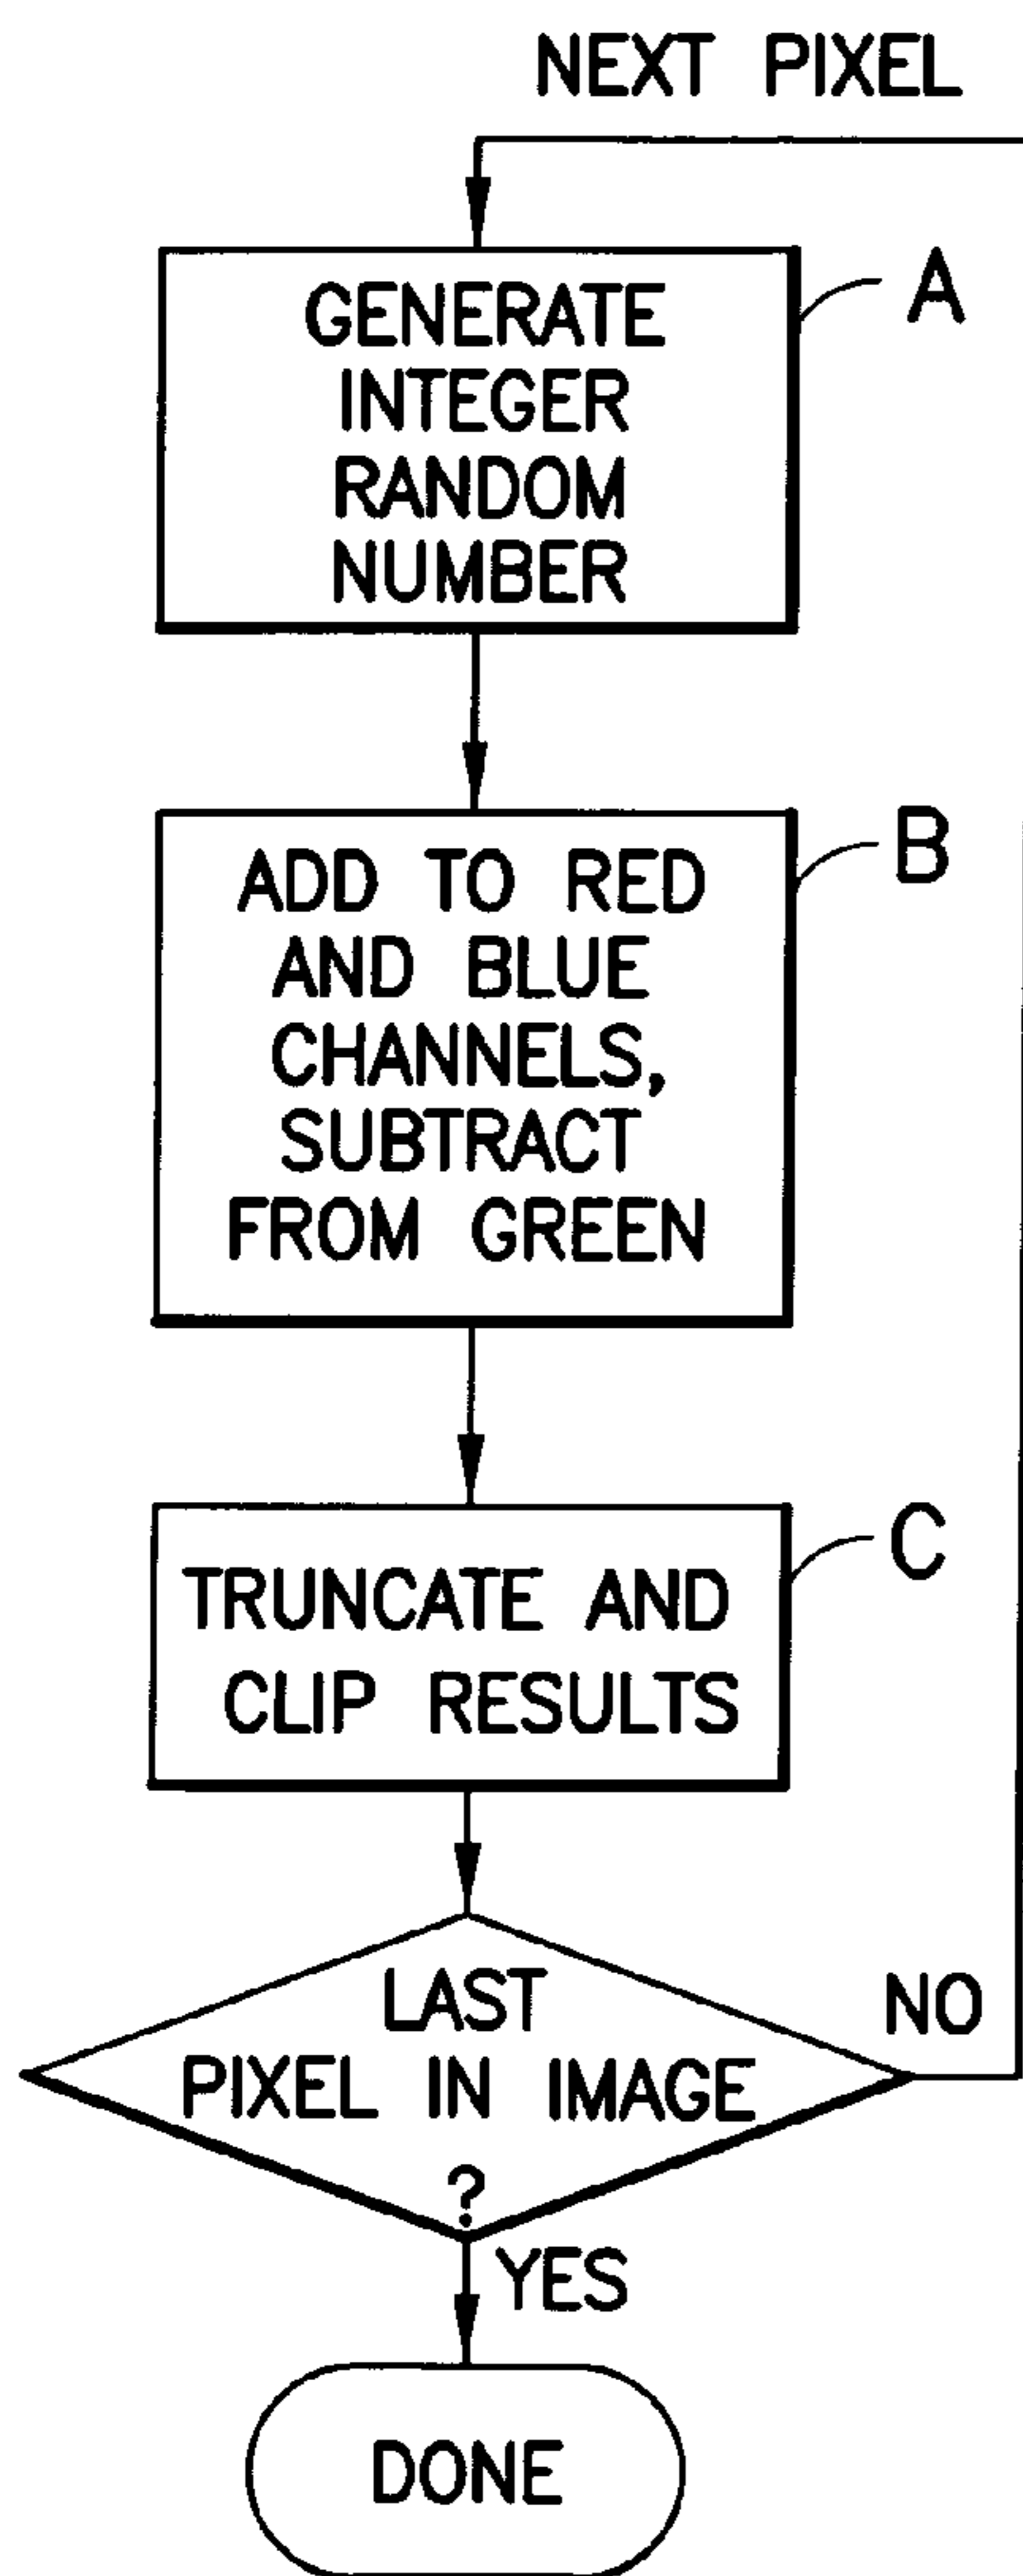 NEXT PIXEL
GENERATE
INTEGER
RANDOM
NUMBER
A
ADD TO RED
AND BLUE
CHANNELS,
SUBTRACT
FROM GREEN
B
TRUNCATE AND
CLIP RESULTS
C
LAST
PIXEL IN IMAGE
?
NO
YES
DONE